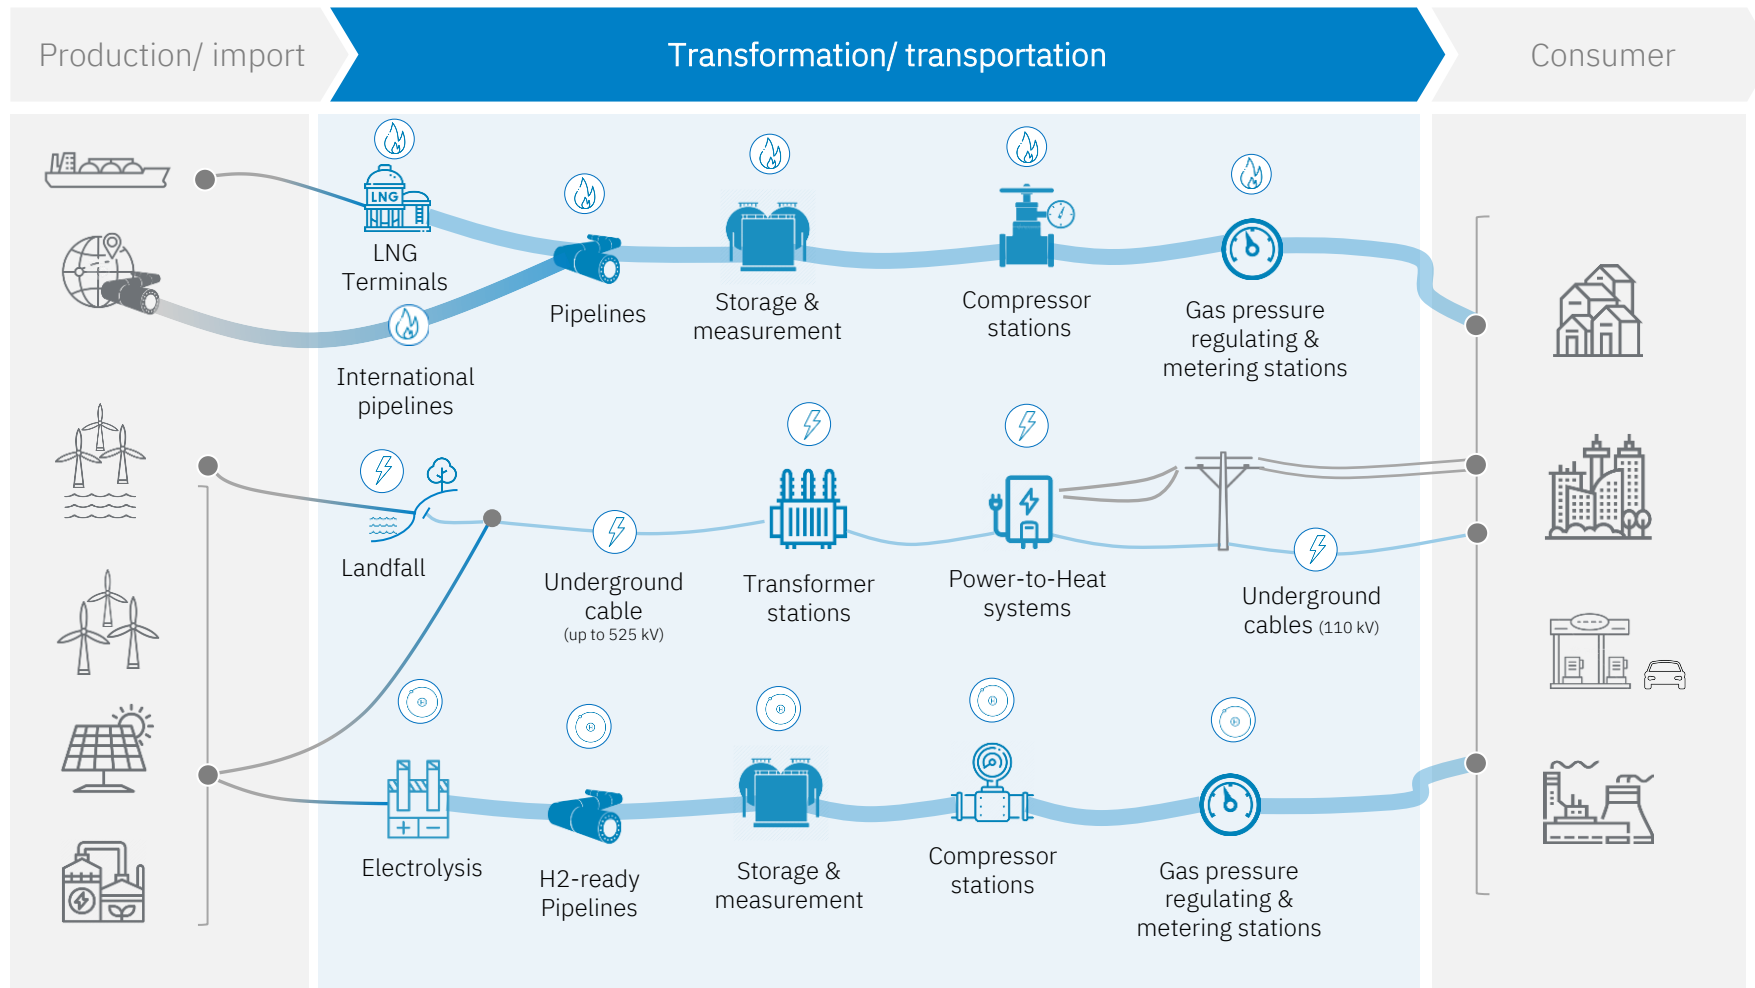 Production/ import
Transformation/ transportation
Consumer
LNG
LNG
Terminals
Pipelines
Storage &
measurement
Compressor
stations
Gas pressure
regulating &
metering stations
International
pipelines
Landfall
Underground
cable
(up to 525 kV)
Transformer
stations
Power-to-Heat
systems
Underground
cables (110 kV)
Electrolysis
H2-ready
Pipelines
Storage &
measurement
Compressor
stations
Gas pressure
regulating &
metering stations